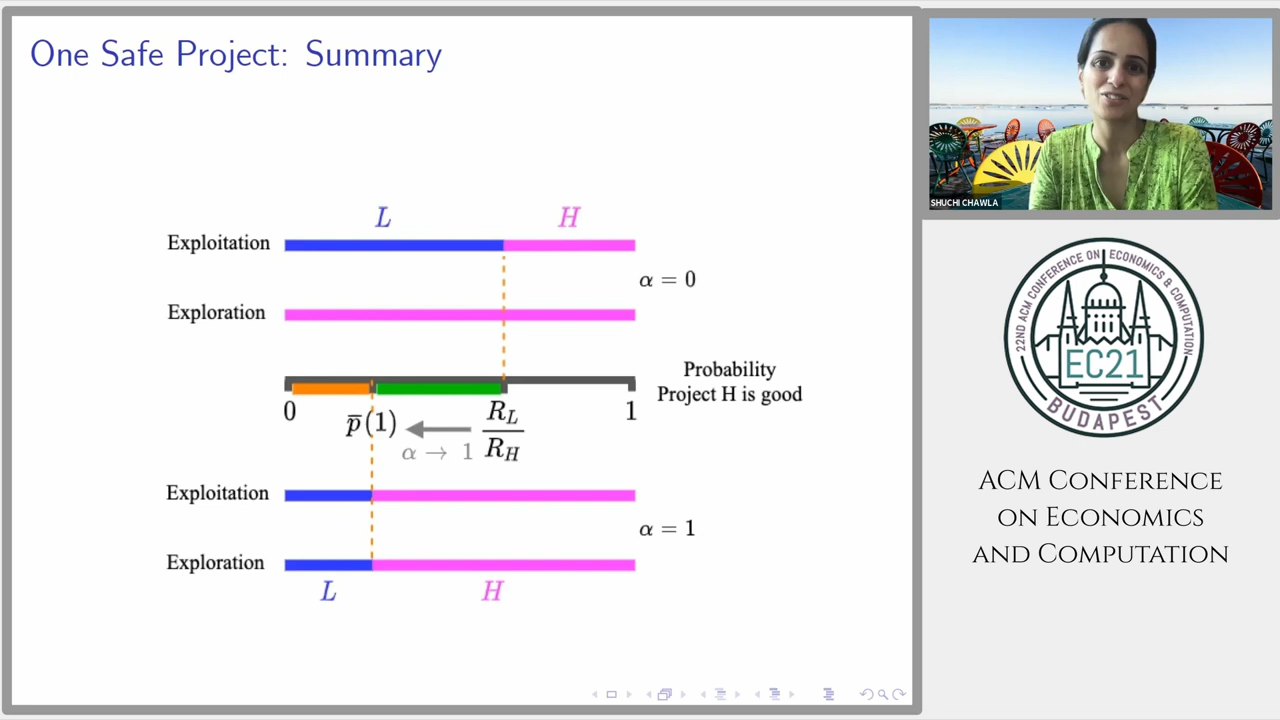 One Safe Project: Summary
L H
Exploitation
α = 0
Exploration
Probability
Project H is good
0 p̅(1) R_L/R_H 1
α → 1
Exploitation
α = 1
Exploration
L H
SHUCHI CHAWLA
22ND ACM CONFERENCE ON ECONOMICS & COMPUTATION
EC21
BUDAPEST
ACM Conference
on Economics
and Computation